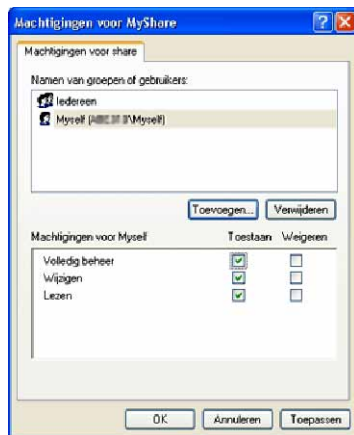 Machtigingen voor MyShare
Machtigingen voor share
Namen van groepen of gebruikers:
Iedereen
Myself (\Myself)
Toevoegen... Verwijderen
Machtigingen voor Myself Toestaan Weigeren
Volledig beheer
Wijzigen
Lezen
OK Annuleren Toepassen